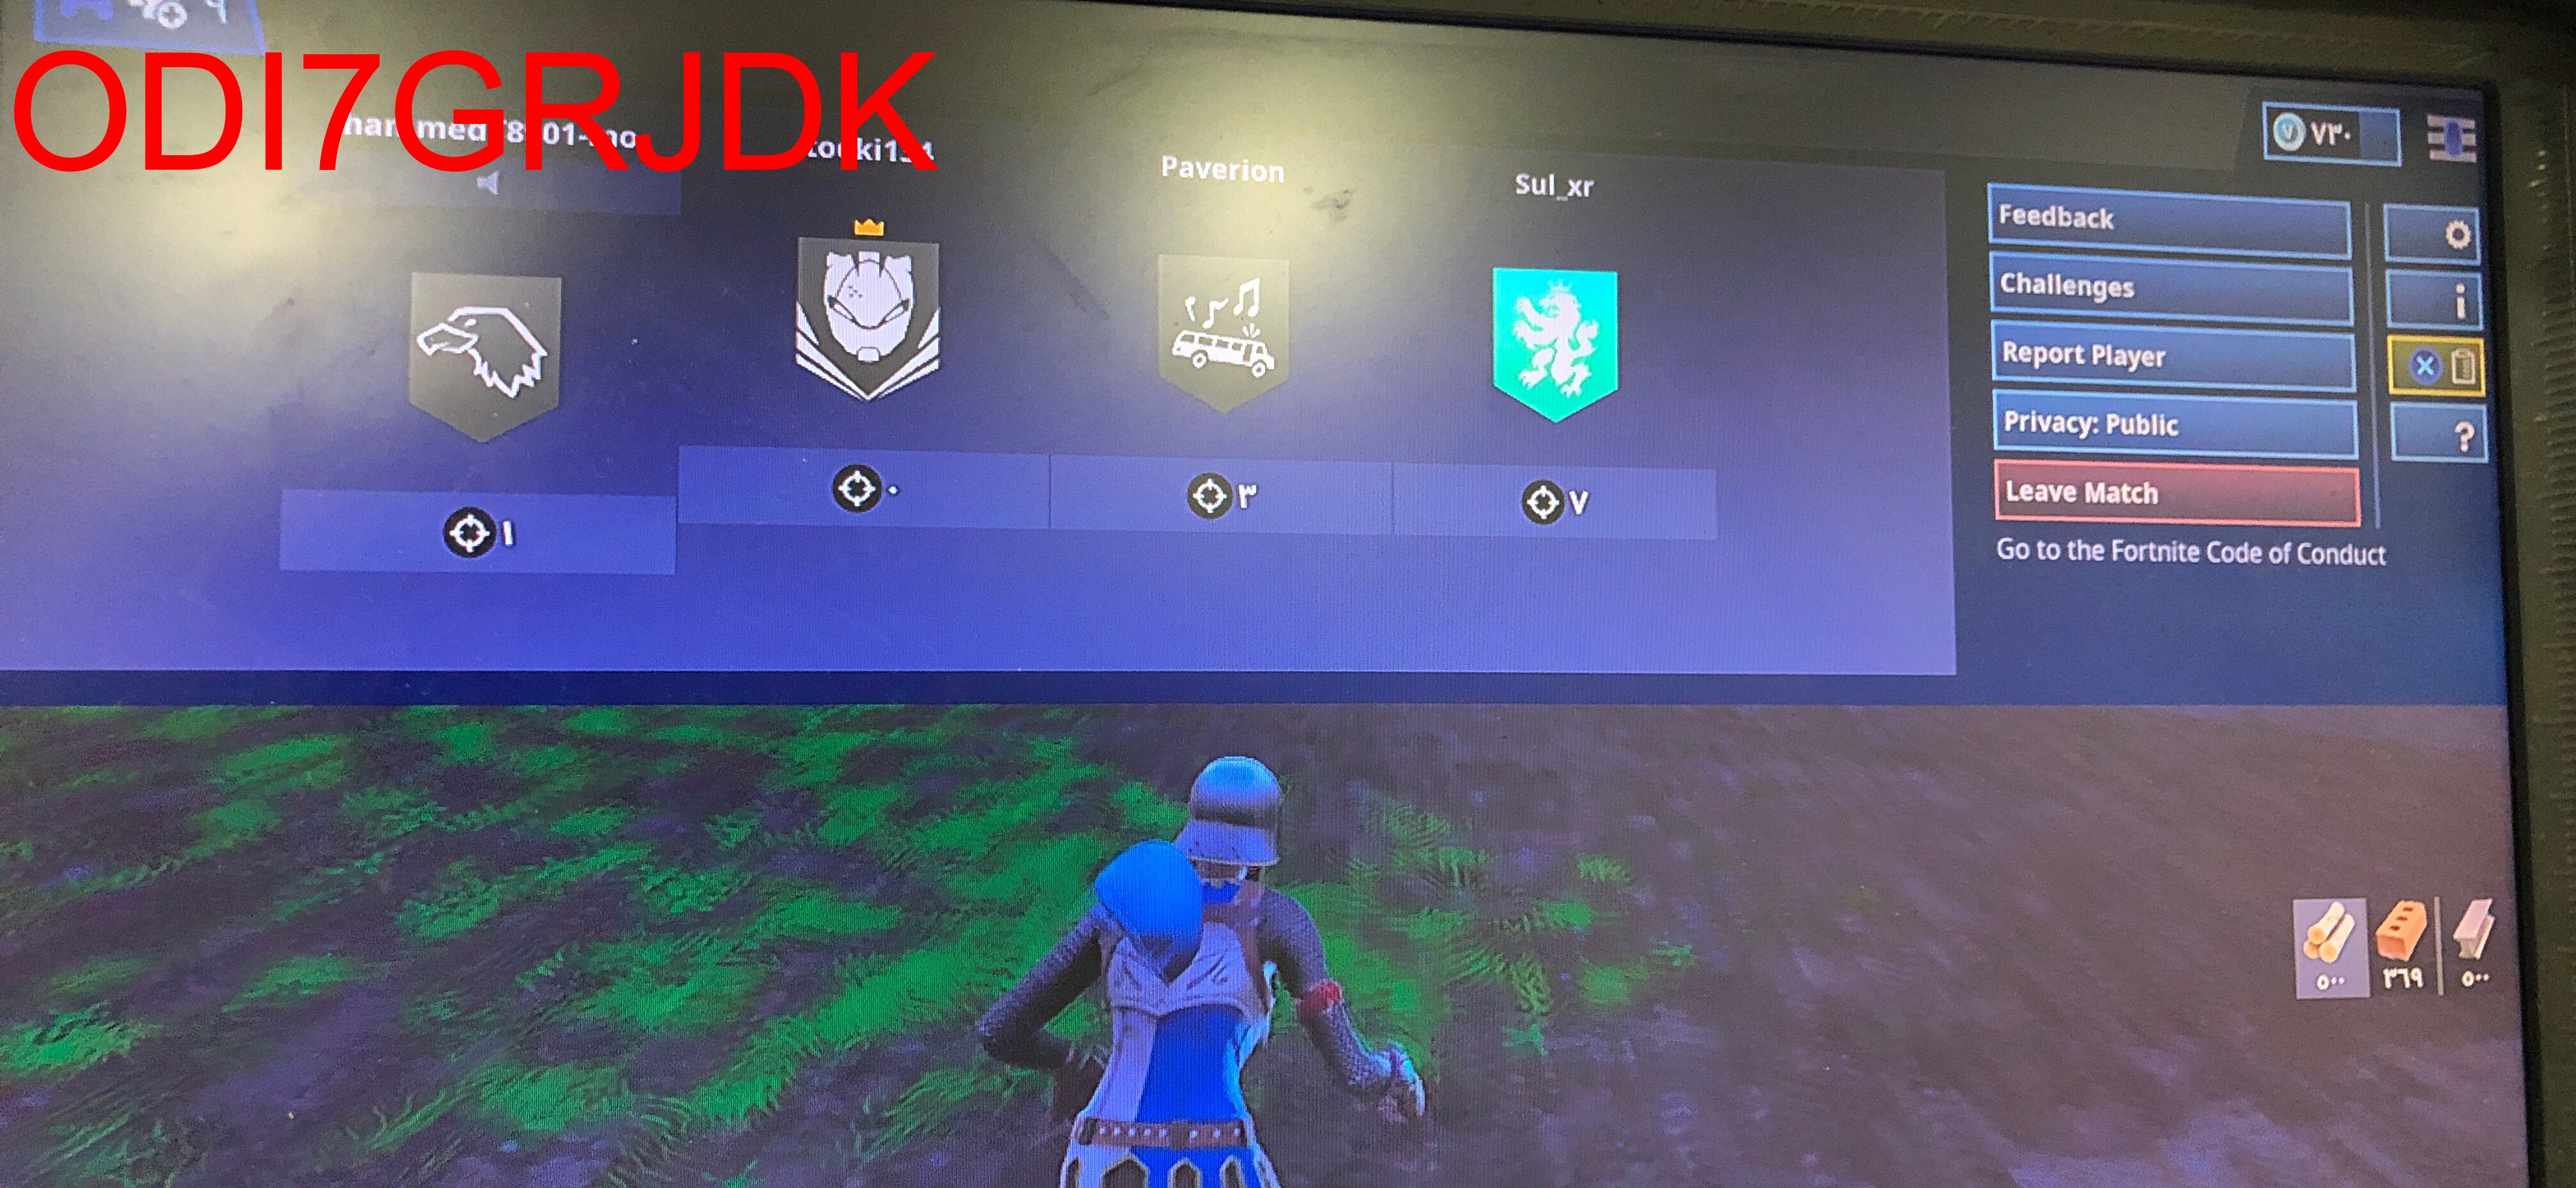 ODI7GRJDK
Paverion
Sul_xr
١
٠
٣
٧
٧٣٠
Feedback
Challenges
Report Player
Privacy: Public
Leave Match
Go to the Fortnite Code of Conduct
٥٠٠ ٣٦٩ ٥٠٠